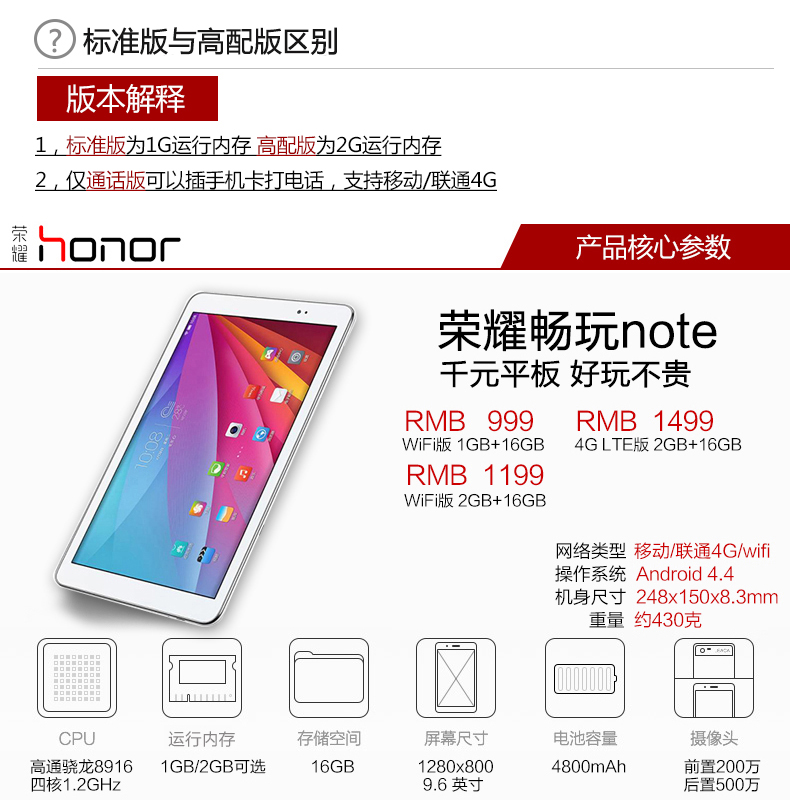 ?
标准版与高配版区别
版本解释
1，标准版为1G运行内存 高配版为2G运行内存
2，仅通话版可以插手机卡打电话，支持移动/联通4G
荣耀 honor
产品核心参数
荣耀畅玩note
千元平板 好玩不贵
RMB 999 RMB 1499
WiFi版 1GB+16GB 4G LTE版 2GB+16GB
RMB 1199
WiFi版 2GB+16GB
10:08
网络类型 移动/联通4G/wifi
操作系统 Android 4.4
机身尺寸 248x150x8.3mm
重量 约430克
CPU 运行内存 存储空间 屏幕尺寸 电池容量 摄像头
高通骁龙8916 1GB/2GB可选 16GB 1280x800 4800mAh 前置200万
四核1.2GHz 9.6 英寸 后置500万